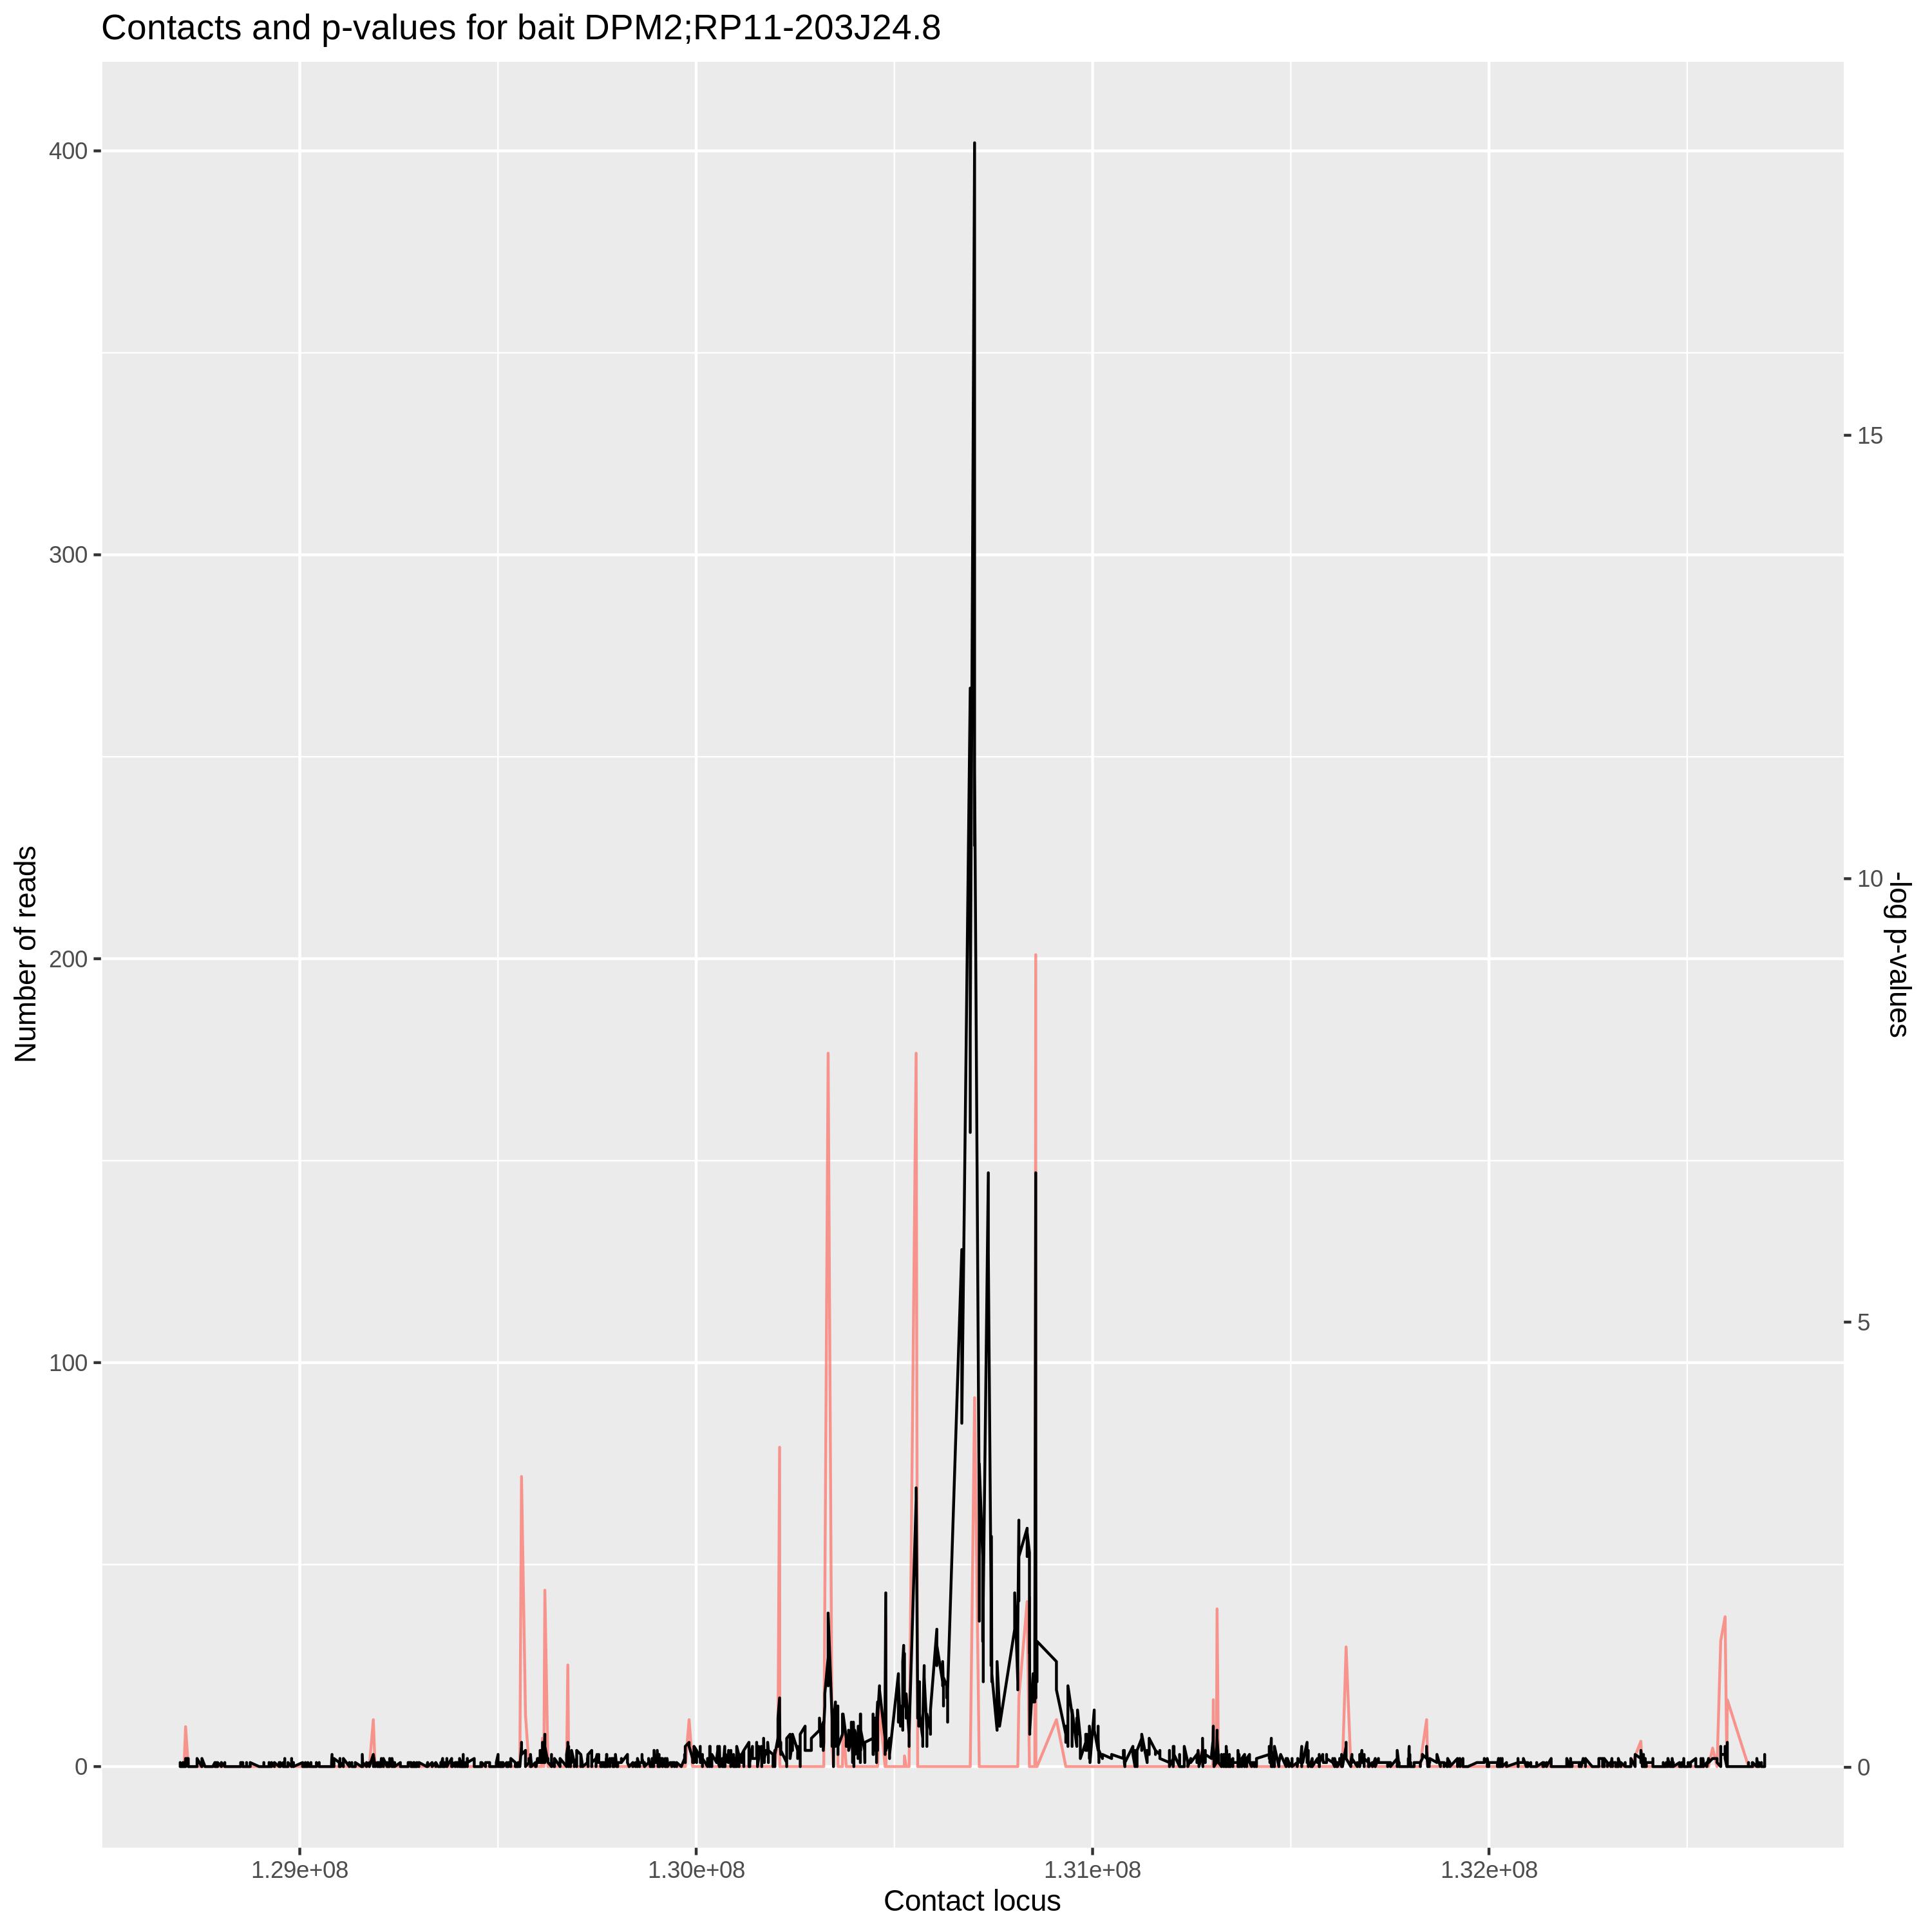 Contacts and p-values for bait DPM2;RP11-203J24.8
400
300
200
100
0
Number of reads
15
10
5
0
-log p-values
1.29e+08
1.30e+08
1.31e+08
1.32e+08
Contact locus